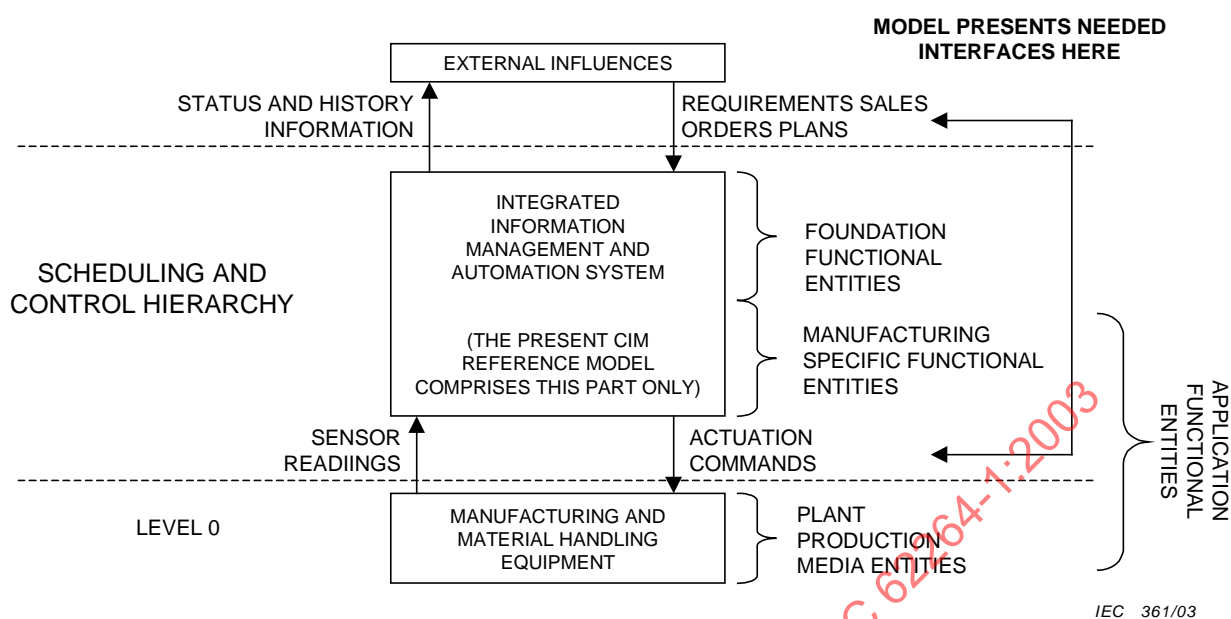 MODEL PRESENTS NEEDED
INTERFACES HERE
EXTERNAL INFLUENCES
STATUS AND HISTORY
INFORMATION
REQUIREMENTS SALES
ORDERS PLANS
INTEGRATED
INFORMATION
MANAGEMENT AND
AUTOMATION SYSTEM
(THE PRESENT CIM
REFERENCE MODEL
COMPRISES THIS PART ONLY)
FOUNDATION
FUNCTIONAL
ENTITIES
SCHEDULING AND
CONTROL HIERARCHY
MANUFACTURING
SPECIFIC FUNCTIONAL
ENTITIES
APPLICATION
FUNCTIONAL
ENTITIES
SENSOR
READIINGS
ACTUATION
COMMANDS
LEVEL 0
MANUFACTURING AND
MATERIAL HANDLING
EQUIPMENT
PLANT
PRODUCTION
MEDIA ENTITIES
C 62264-1:2003
IEC 361/03